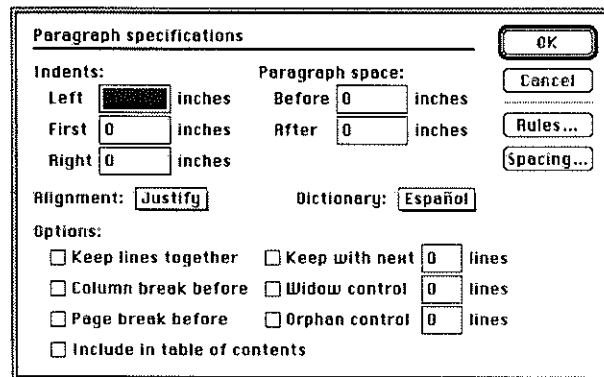 Paragraph specifications
OK
Indents:
Paragraph space:
Cancel
Left inches
Before 0
First 0 inches
After 0
Rules...
Right 0 inches
Spacing...
Alignment: Justify
Dictionary: Español
Options:
Keep lines together
Keep with next 0 lines
Column break before
Widow control 0 lines
Page break before
Orphan control 0 lines
Include in table of contents